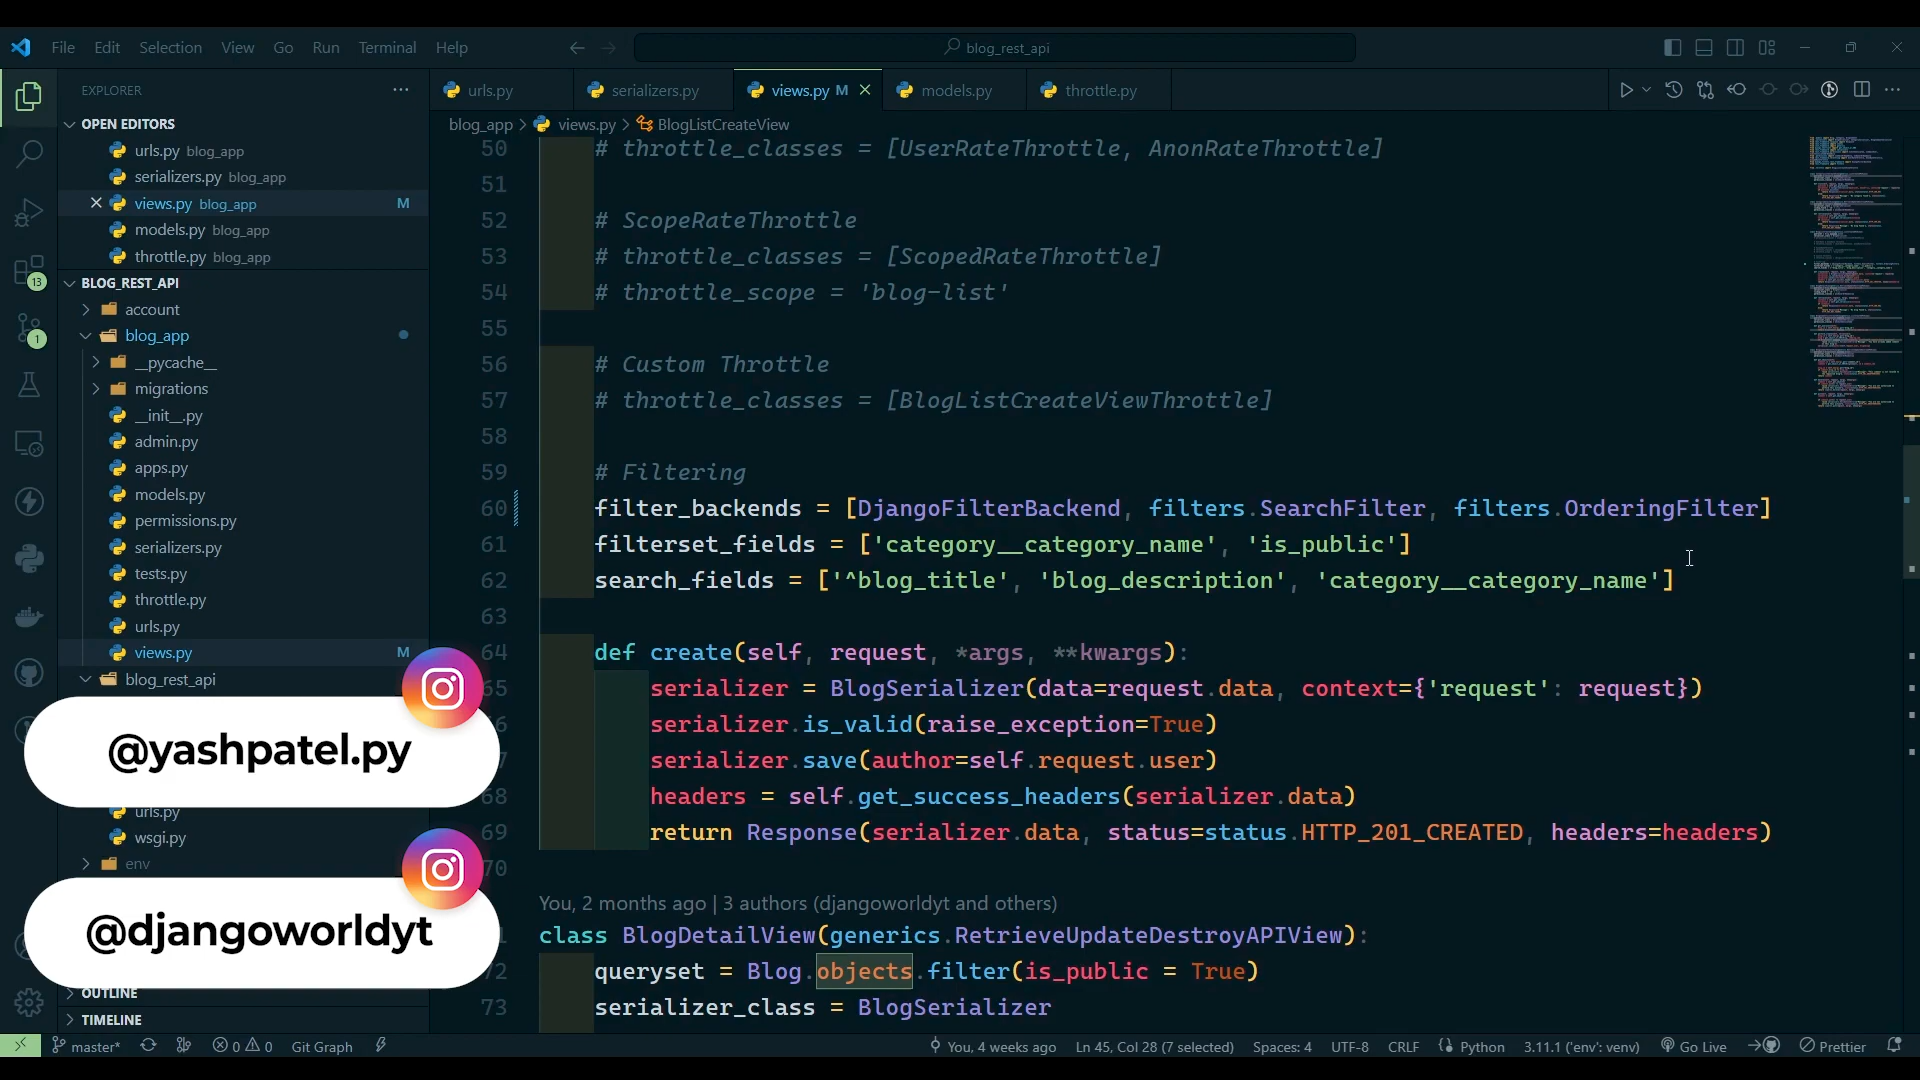 File Edit Selection View Go Run Terminal Help
blog_rest_api
EXPLORER
OPEN EDITORS
urls.py blog_app
serializers.py blog_app
views.py blog_app M
models.py blog_app
throttle.py blog_app
BLOG_REST_API
account
blog_app
__pycache__
migrations
__init__.py
admin.py
apps.py
models.py
permissions.py
serializers.py
tests.py
throttle.py
urls.py
views.py M
blog_rest_api
urls.py
wsgi.py
env
OUTLINE
TIMELINE
13
1
@yashpatel.py
@djangoworldyt
urls.py serializers.py views.py M models.py throttle.py
blog_app > views.py > BlogListCreateView
50 # throttle_classes = [UserRateThrottle, AnonRateThrottle]
51
52 # ScopeRateThrottle
53 # throttle_classes = [ScopedRateThrottle]
54 # throttle_scope = 'blog-list'
55
56 # Custom Throttle
57 # throttle_classes = [BlogListCreateViewThrottle]
58
59 # Filtering
60 filter_backends = [DjangoFilterBackend, filters.SearchFilter, filters.OrderingFilter]
61 filterset_fields = ['category__category_name', 'is_public']
62 search_fields = ['^blog_title', 'blog_description', 'category__category_name']
63
64 def create(self, request, *args, **kwargs):
65 serializer = BlogSerializer(data=request.data, context={'request': request})
6 serializer.is_valid(raise_exception=True)
7 serializer.save(author=self.request.user)
68 headers = self.get_success_headers(serializer.data)
69 return Response(serializer.data, status=status.HTTP_201_CREATED, headers=headers)
70
You, 2 months ago | 3 authors (djangoworldyt and others)
class BlogDetailView(generics.RetrieveUpdateDestroyAPIView):
72 queryset = Blog.objects.filter(is_public = True)
73 serializer_class = BlogSerializer
master* 0 0 Git Graph You, 4 weeks ago Ln 45, Col 28 (7 selected) Spaces: 4 UTF-8 CRLF Python 3.11.1 ('env': venv) Go Live Prettier